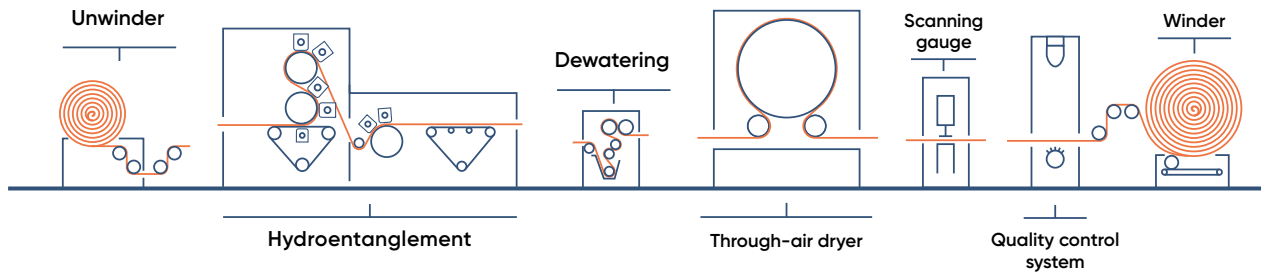 Unwinder
Hydroentanglement
Dewatering
Through-air dryer
Scanning
gauge
Quality control
system
Winder